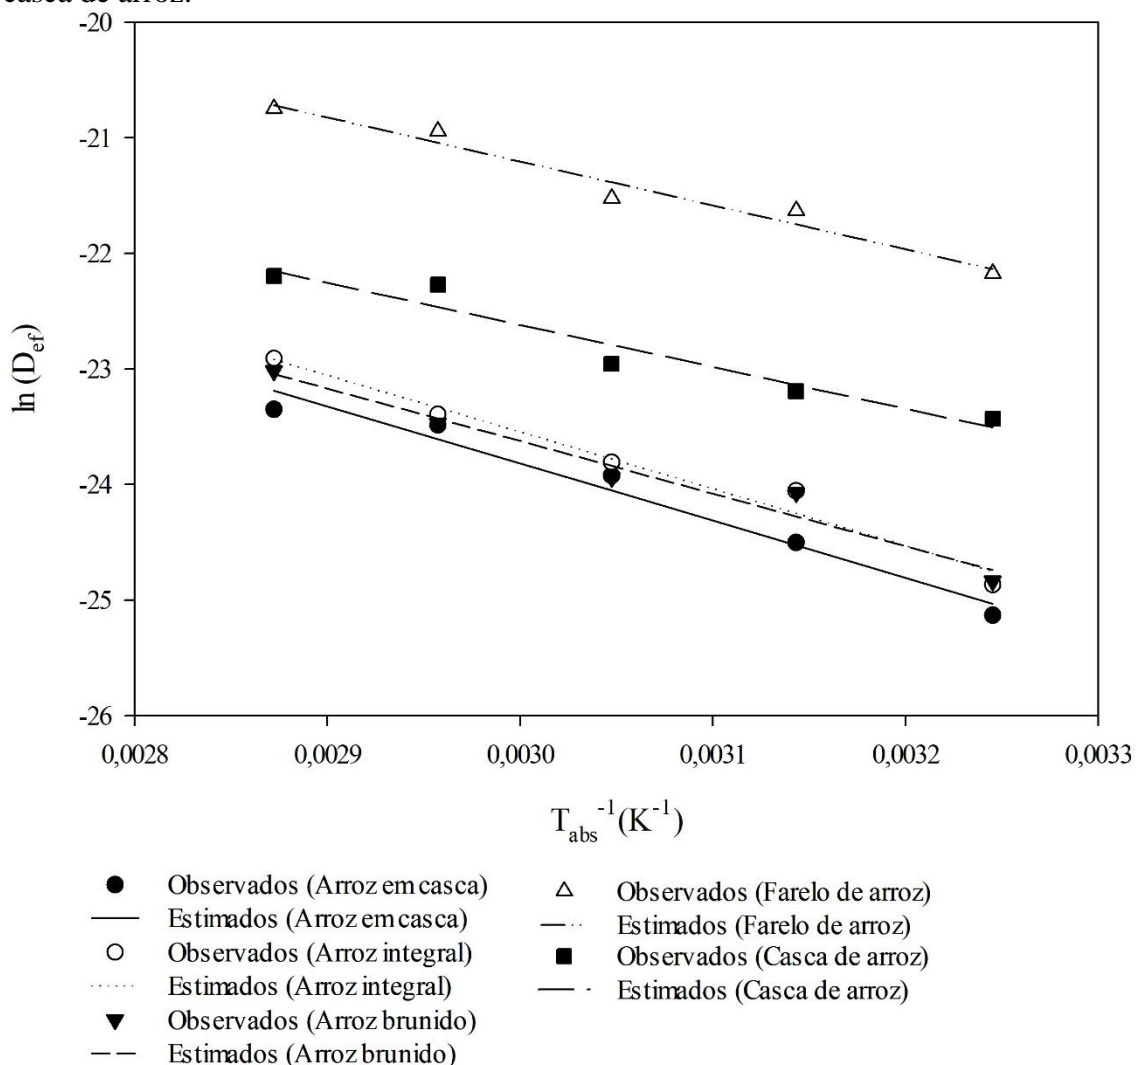 casca de arroz.
-20
-21
-22
-23
-24
-25
-26
ln (D_ef)
0,0028
0,0029
0,0030
0,0031
0,0032
0,0033
T_abs^-1 (K^-1)
Observados (Arroz em casca)
Estimados (Arroz em casca)
Observados (Arroz integral)
Estimados (Arroz integral)
Observados (Arroz brunido)
Estimados (Arroz brunido)
Observados (Farelo de arroz)
Estimados (Farelo de arroz)
Observados (Casca de arroz)
Estimados (Casca de arroz)